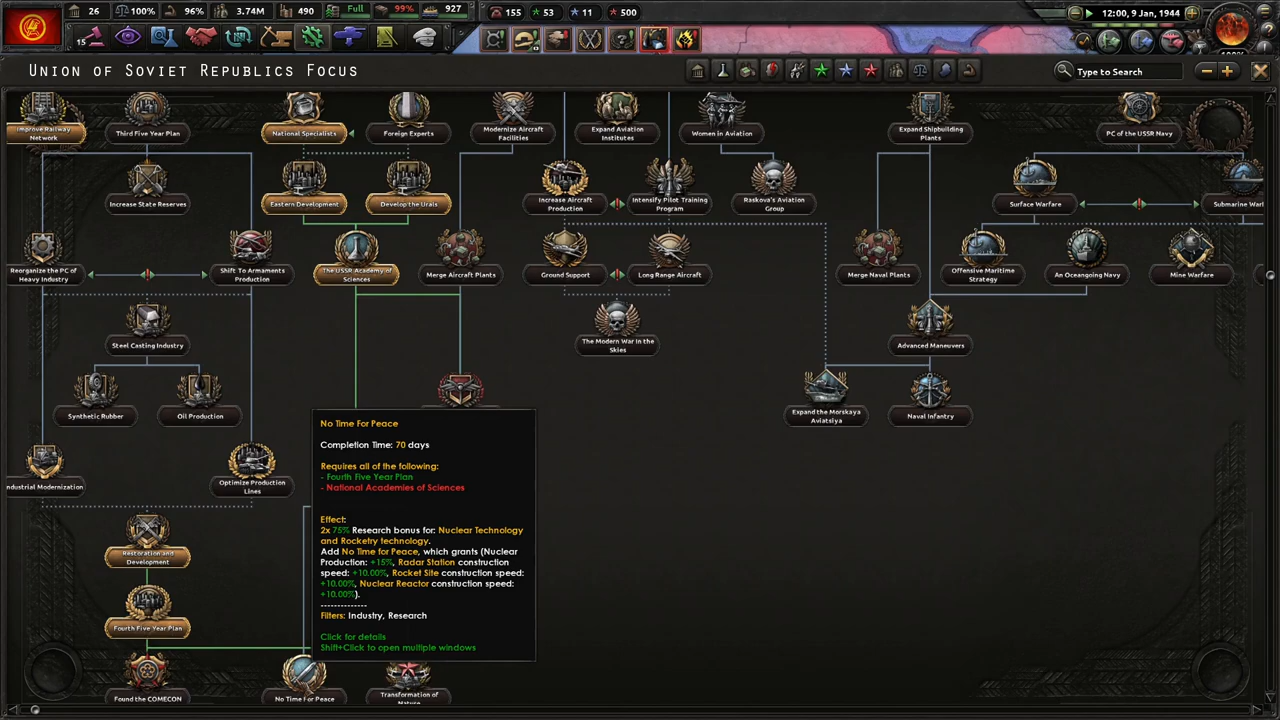 26
100%
96%
3.74M
490
Full
99%
927
155
53
11
500
12:00, 9 Jan, 1944
15
100%
UNION OF SOVIET REPUBLICS FOCUS
Type to Search
Improve Railway
Network
Third Five Year Plan
National Specialists
Foreign Experts
Modernize Aircraft
Facilities
Expand Aviation
Institutes
Women in Aviation
Expand Shipbuilding
Plants
PC of the USSR Navy
Increase State Reserves
Eastern Development
Develop the Urals
Increase Aircraft
Production
Intensify Pilot Training
Program
Raskova's Aviation
Group
Surface Warfare
Submarine Warf
Reorganize the PC of
Heavy Industry
Shift To Armaments
Production
The USSR Academy of
Sciences
Merge Aircraft Plants
Ground Support
Long Range Aircraft
Merge Naval Plants
Offensive Maritime
Strategy
An Oceangoing Navy
Mine Warfare
Steel Casting Industry
The Modern War in the
Skies
Advanced Maneuvers
Synthetic Rubber
Oil Production
Expand the Morskaya
Aviatsiya
Naval Infantry
ndustrial Modernization
Optimize Production
Lines
No Time For Peace
Completion Time: 70 days
Requires all of the following:
- Fourth Five Year Plan
- National Academies of Sciences
Effect:
2x 75% Research bonus for: Nuclear Technology
and Rocketry technology.
Add No Time for Peace, which grants (Nuclear
Production: +15%, Radar Station construction
speed: +10.00%, Rocket Site construction speed:
+10.00%, Nuclear Reactor construction speed:
+10.00%).
--------------
Filters: Industry, Research
Click for details
Shift+Click to open multiple windows
Restoration and
Development
Fourth Five Year Plan
Found the COMECON
No Time For Peace
Transformation of
Nature